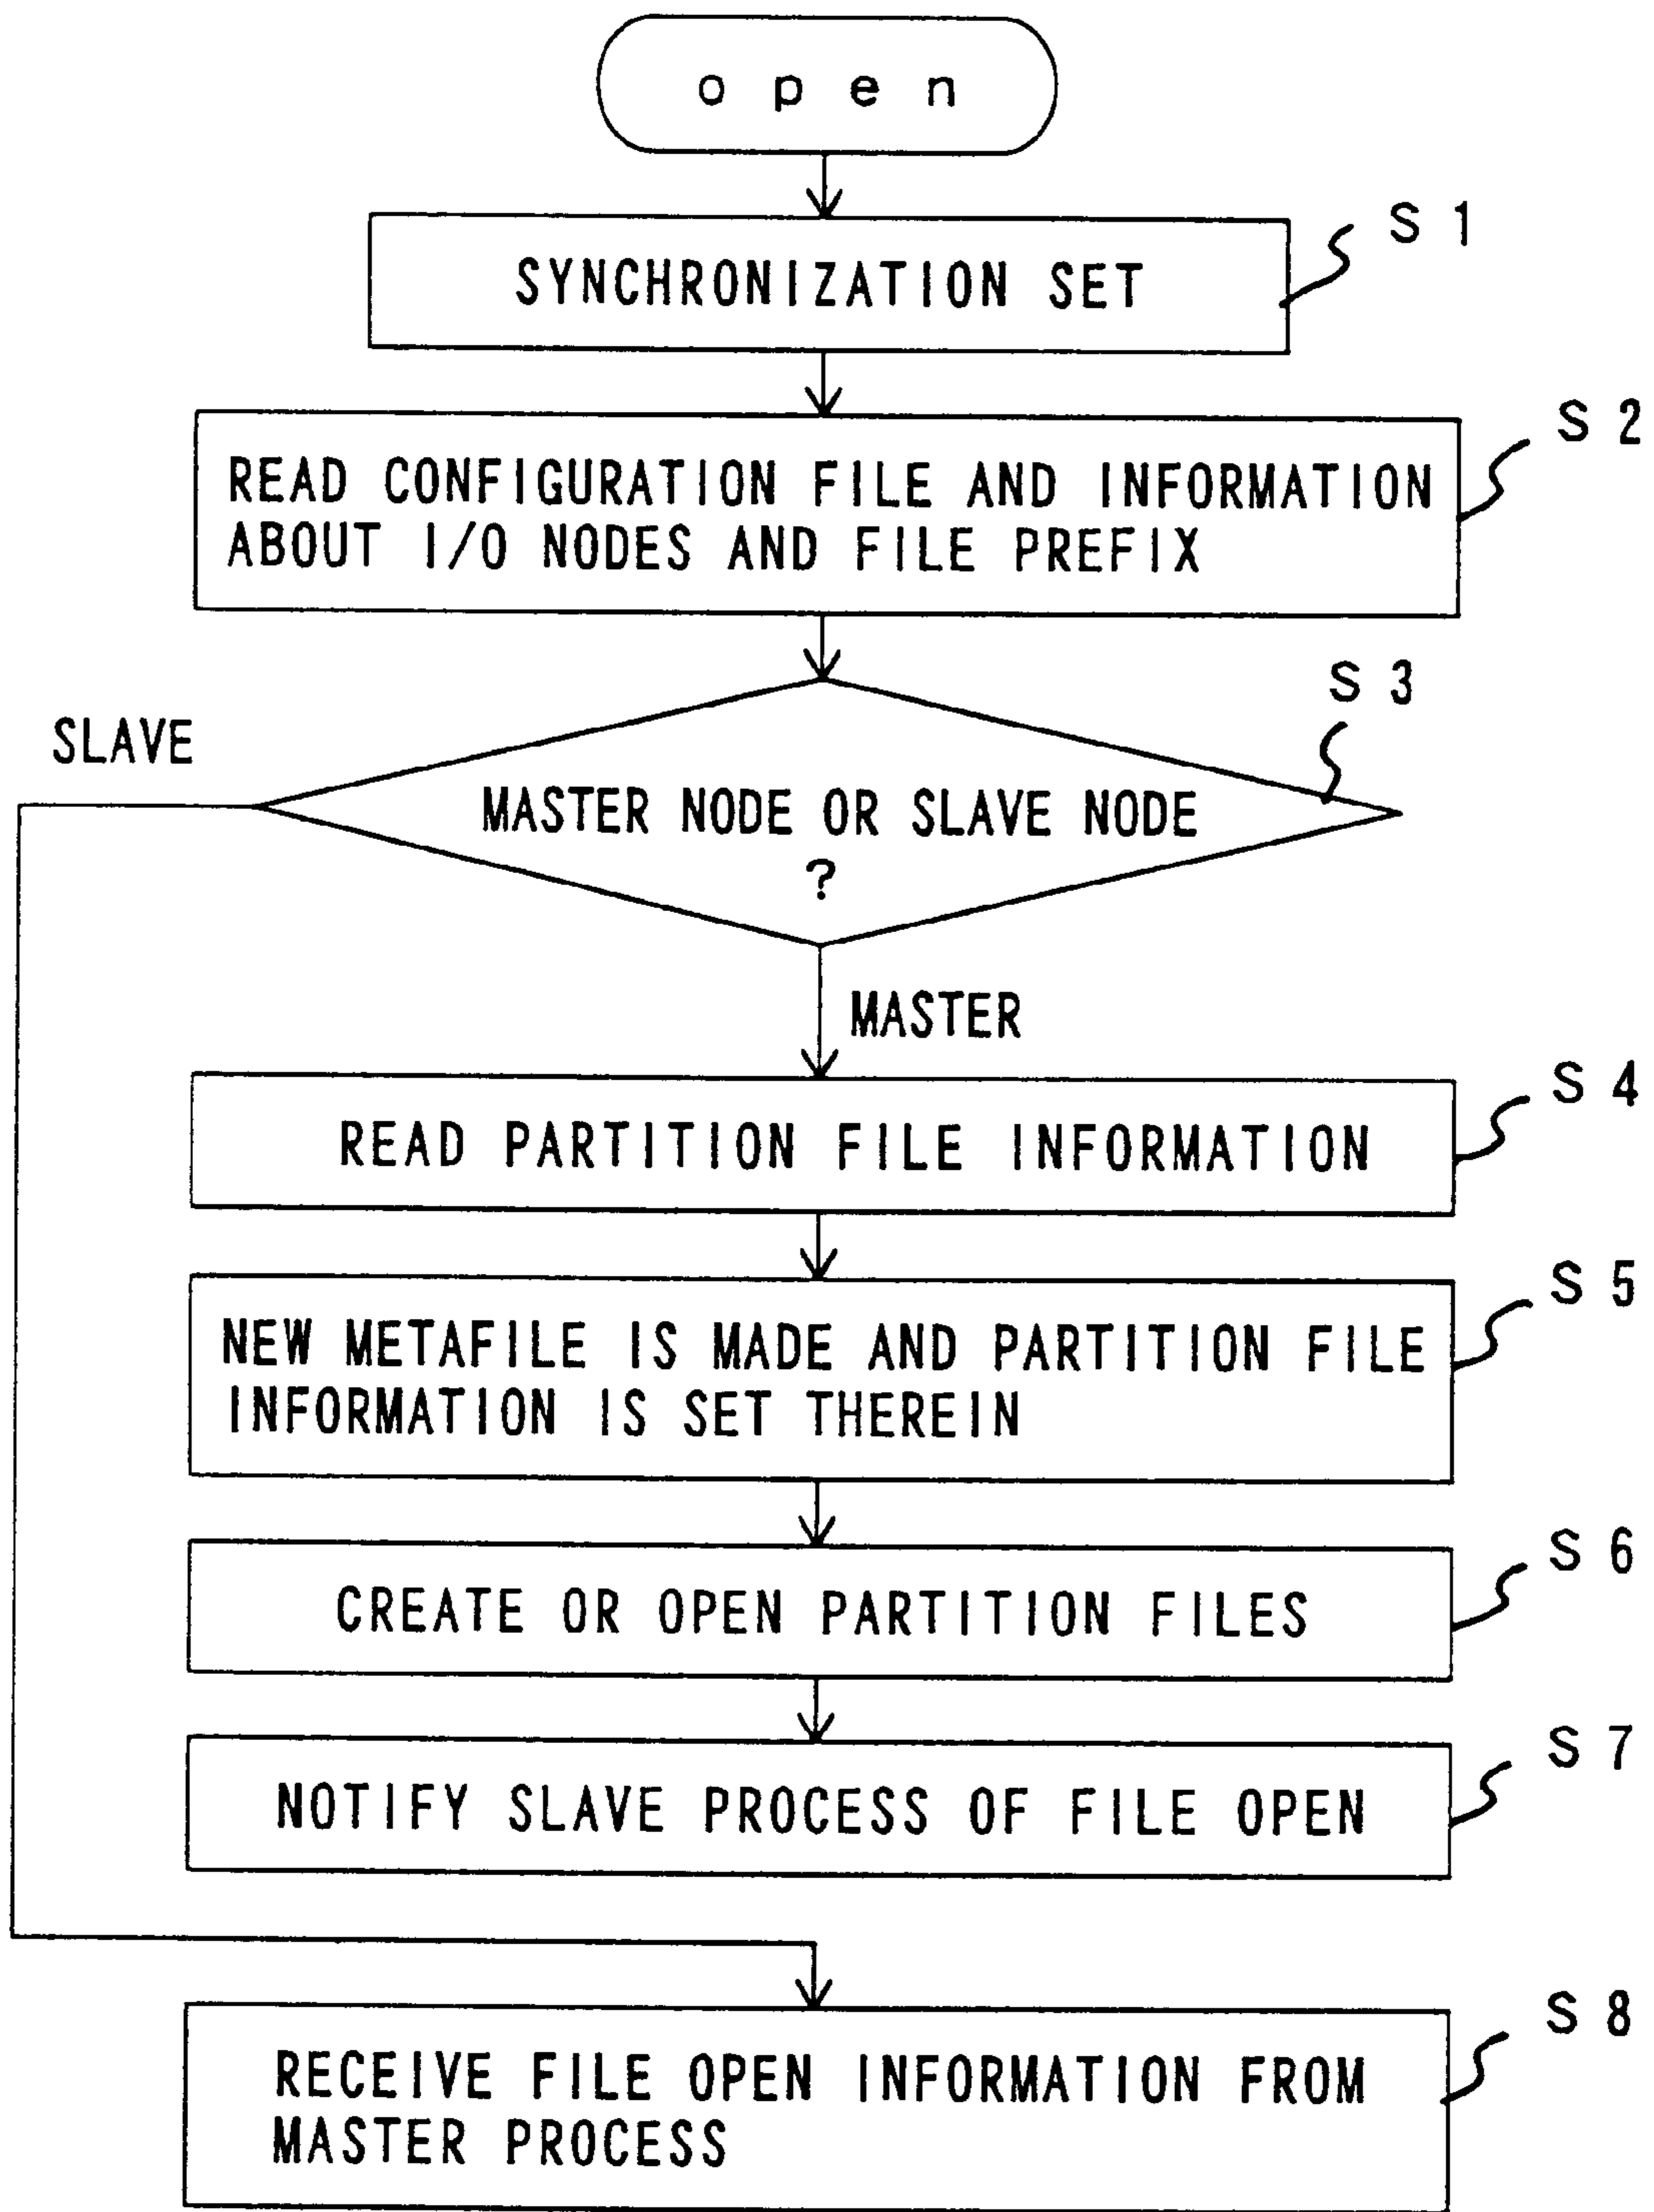 open
S 1
SYNCHRONIZATION SET
S 2
READ CONFIGURATION FILE AND INFORMATION
ABOUT I/O NODES AND FILE PREFIX
S 3
SLAVE
MASTER NODE OR SLAVE NODE
?
MASTER
S 4
READ PARTITION FILE INFORMATION
S 5
NEW METAFILE IS MADE AND PARTITION FILE
INFORMATION IS SET THEREIN
S 6
CREATE OR OPEN PARTITION FILES
S 7
NOTIFY SLAVE PROCESS OF FILE OPEN
S 8
RECEIVE FILE OPEN INFORMATION FROM
MASTER PROCESS